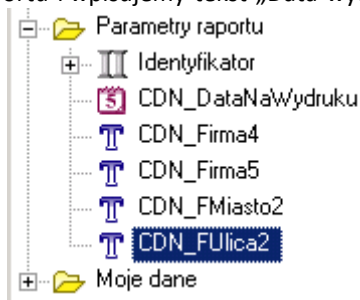 Parametry raportu
Identyfikator
CDN_DataNaWydruku
CDN_Firma4
CDN_Firma5
CDN_FMiasto2
CDN_FUlica2
Moje dane